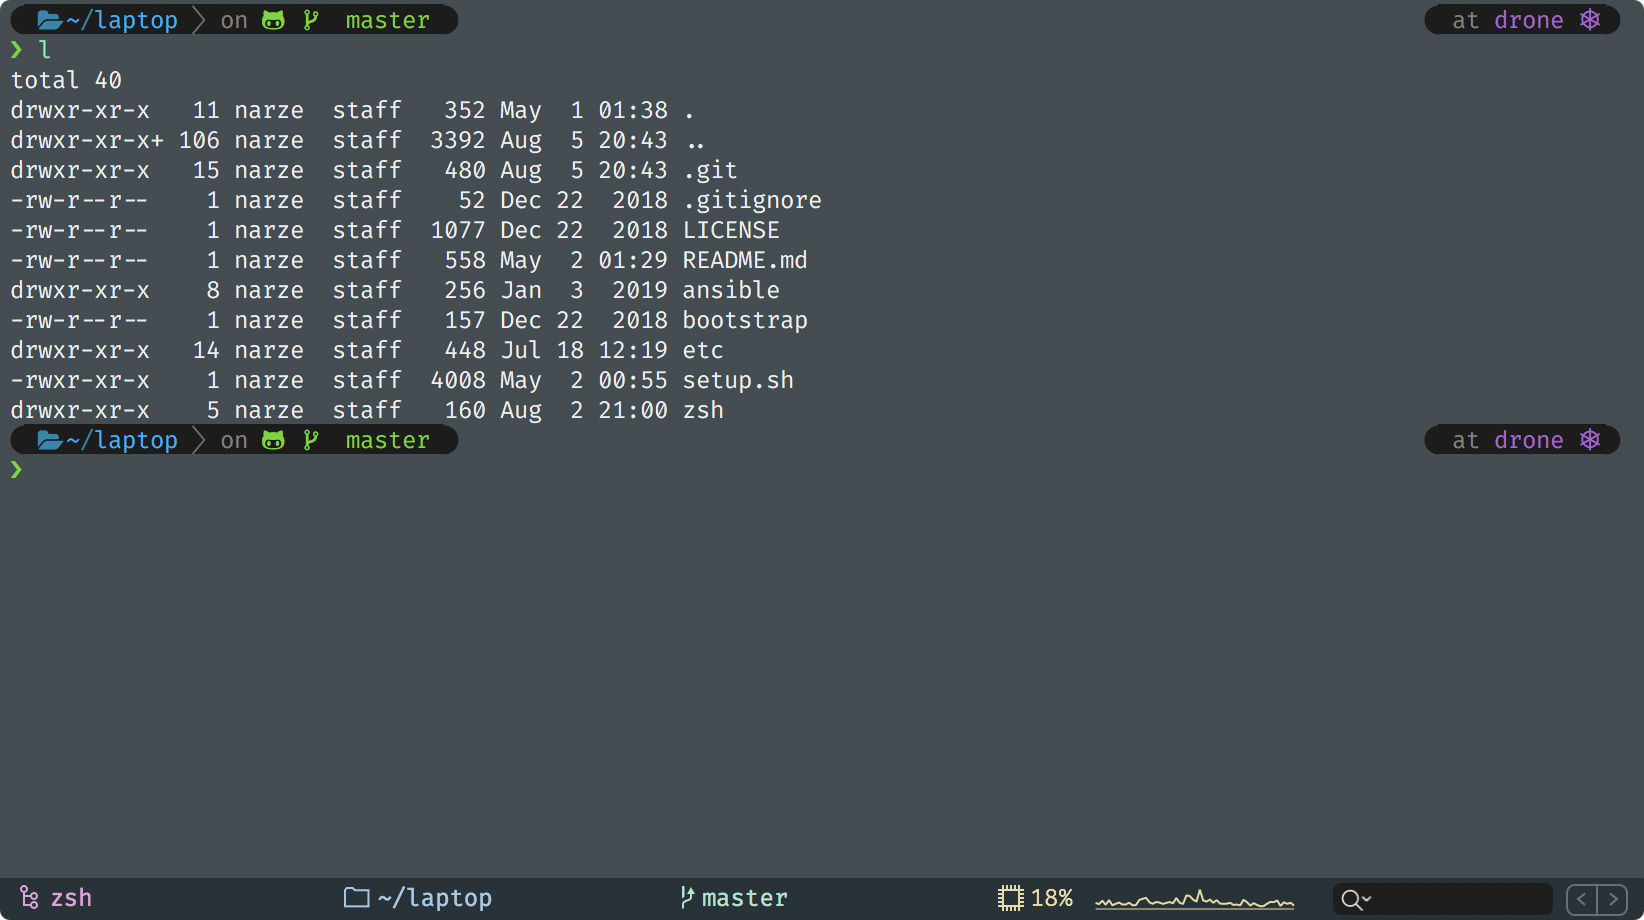 ~/laptop on master at drone
❯ l
total 40
drwxr-xr-x   11 narze  staff   352 May  1 01:38 .
drwxr-xr-x+ 106 narze  staff  3392 Aug  5 20:43 ..
drwxr-xr-x   15 narze  staff   480 Aug  5 20:43 .git
-rw-r--r--    1 narze  staff    52 Dec 22  2018 .gitignore
-rw-r--r--    1 narze  staff  1077 Dec 22  2018 LICENSE
-rw-r--r--    1 narze  staff   558 May  2 01:29 README.md
drwxr-xr-x    8 narze  staff   256 Jan  3  2019 ansible
-rw-r--r--    1 narze  staff   157 Dec 22  2018 bootstrap
drwxr-xr-x   14 narze  staff   448 Jul 18 12:19 etc
-rwxr-xr-x    1 narze  staff  4008 May  2 00:55 setup.sh
drwxr-xr-x    5 narze  staff   160 Aug  2 21:00 zsh
~/laptop on master at drone
❯
zsh ~/laptop master 18%